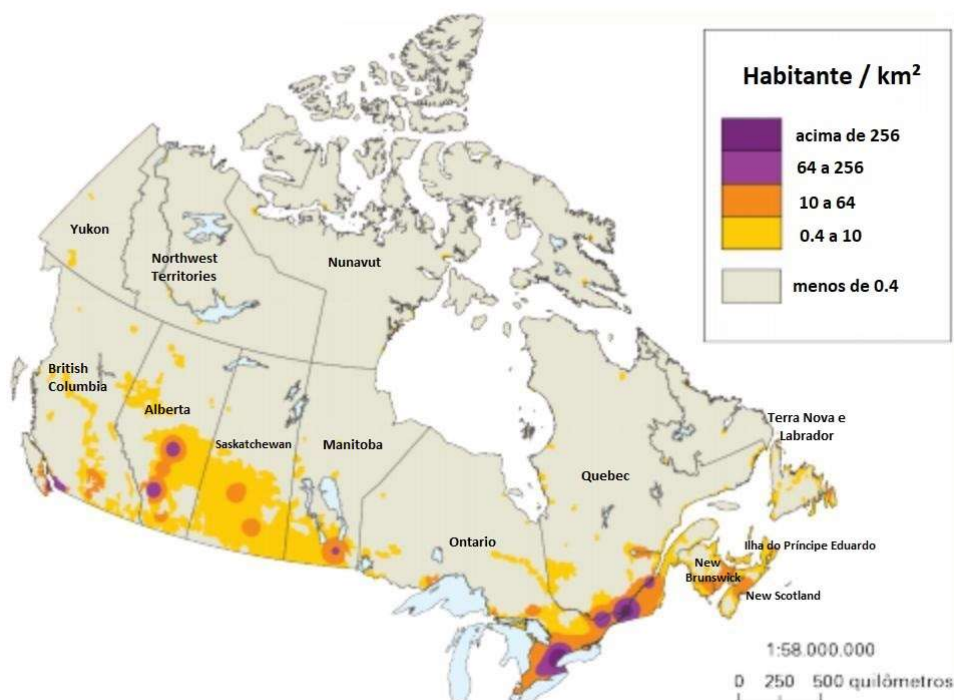 Habitante / km²
acima de 256
64 a 256
10 a 64
0.4 a 10
menos de 0.4
Yukon
Northwest
Territories
Nunavut
British
Columbia
Alberta
Saskatchewan
Manitoba
Ontario
Quebec
Terra Nova e
Labrador
Ilha do Príncipe Eduardo
New
Brunswick
New Scotland
1:58.000.000
0 250 500 quilômetros